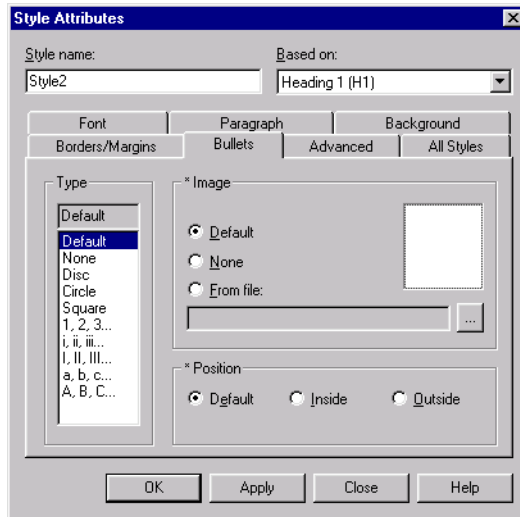 Style Attributes
Style name:
Based on:
Style2
Heading 1 (H1)
Font
Paragraph
Background
Borders/Margins
Bullets
Advanced
All Styles
Type
Default
Default
None
Disc
Circle
Square
1, 2, 3...
i, ii, iii...
I, II, III...
a, b, c...
A, B, C...
* Image
Default
None
From file:
...
* Position
Default
Inside
Outside
OK
Apply
Close
Help